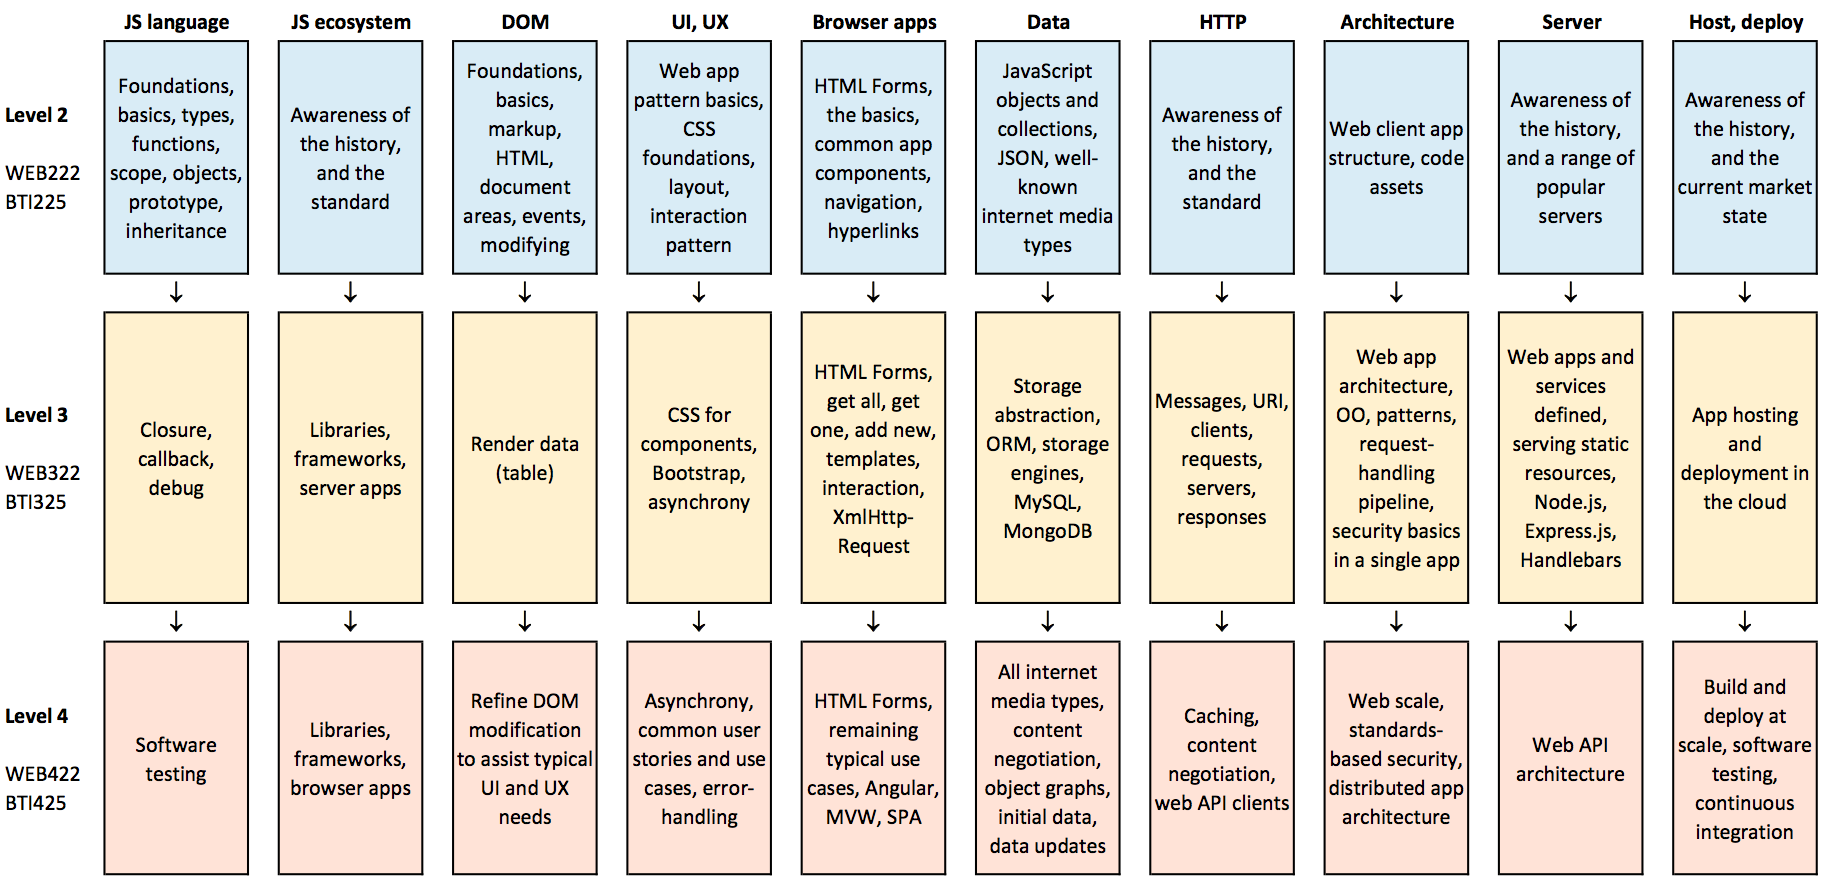 JS language
JS ecosystem
DOM
UI, UX
Browser apps
Data
HTTP
Architecture
Server
Host, deploy
Level 2
WEB222
BTI225
Foundations,
basics, types,
functions,
scope, objects,
prototype,
inheritance
Awareness of
the history,
and the
standard
Foundations,
basics,
markup,
HTML,
document
areas, events,
modifying
Web app
pattern basics,
CSS
foundations,
layout,
interaction
pattern
HTML Forms,
the basics,
common app
components,
navigation,
hyperlinks
JavaScript
objects and
collections,
JSON, well-
known
internet media
types
Awareness of
the history,
and the
standard
Web client app
structure, code
assets
Awareness of
the history,
and a range of
popular
servers
Awareness of
the history,
and the
current market
state
Level 3
WEB322
BTI325
Closure,
callback,
debug
Libraries,
frameworks,
server apps
Render data
(table)
CSS for
components,
Bootstrap,
asynchrony
HTML Forms,
get all, get
one, add new,
templates,
interaction,
XmlHttp-
Request
Storage
abstraction,
ORM, storage
engines,
MySQL,
MongoDB
Messages, URI,
clients,
requests,
servers,
responses
Web app
architecture,
OO, patterns,
request-
handling
pipeline,
security basics
in a single app
Web apps and
services
defined,
serving static
resources,
Node.js,
Express.js,
Handlebars
App hosting
and
deployment in
the cloud
Level 4
WEB422
BTI425
Software
testing
Libraries,
frameworks,
browser apps
Refine DOM
modification
to assist typical
UI and UX
needs
Asynchrony,
common user
stories and use
cases, error-
handling
HTML Forms,
remaining
typical use
cases, Angular,
MVW, SPA
All internet
media types,
content
negotiation,
object graphs,
initial data,
data updates
Caching,
content
negotiation,
web API clients
Web scale,
standards-
based security,
distributed app
architecture
Web API
architecture
Build and
deploy at
scale, software
testing,
continuous
integration